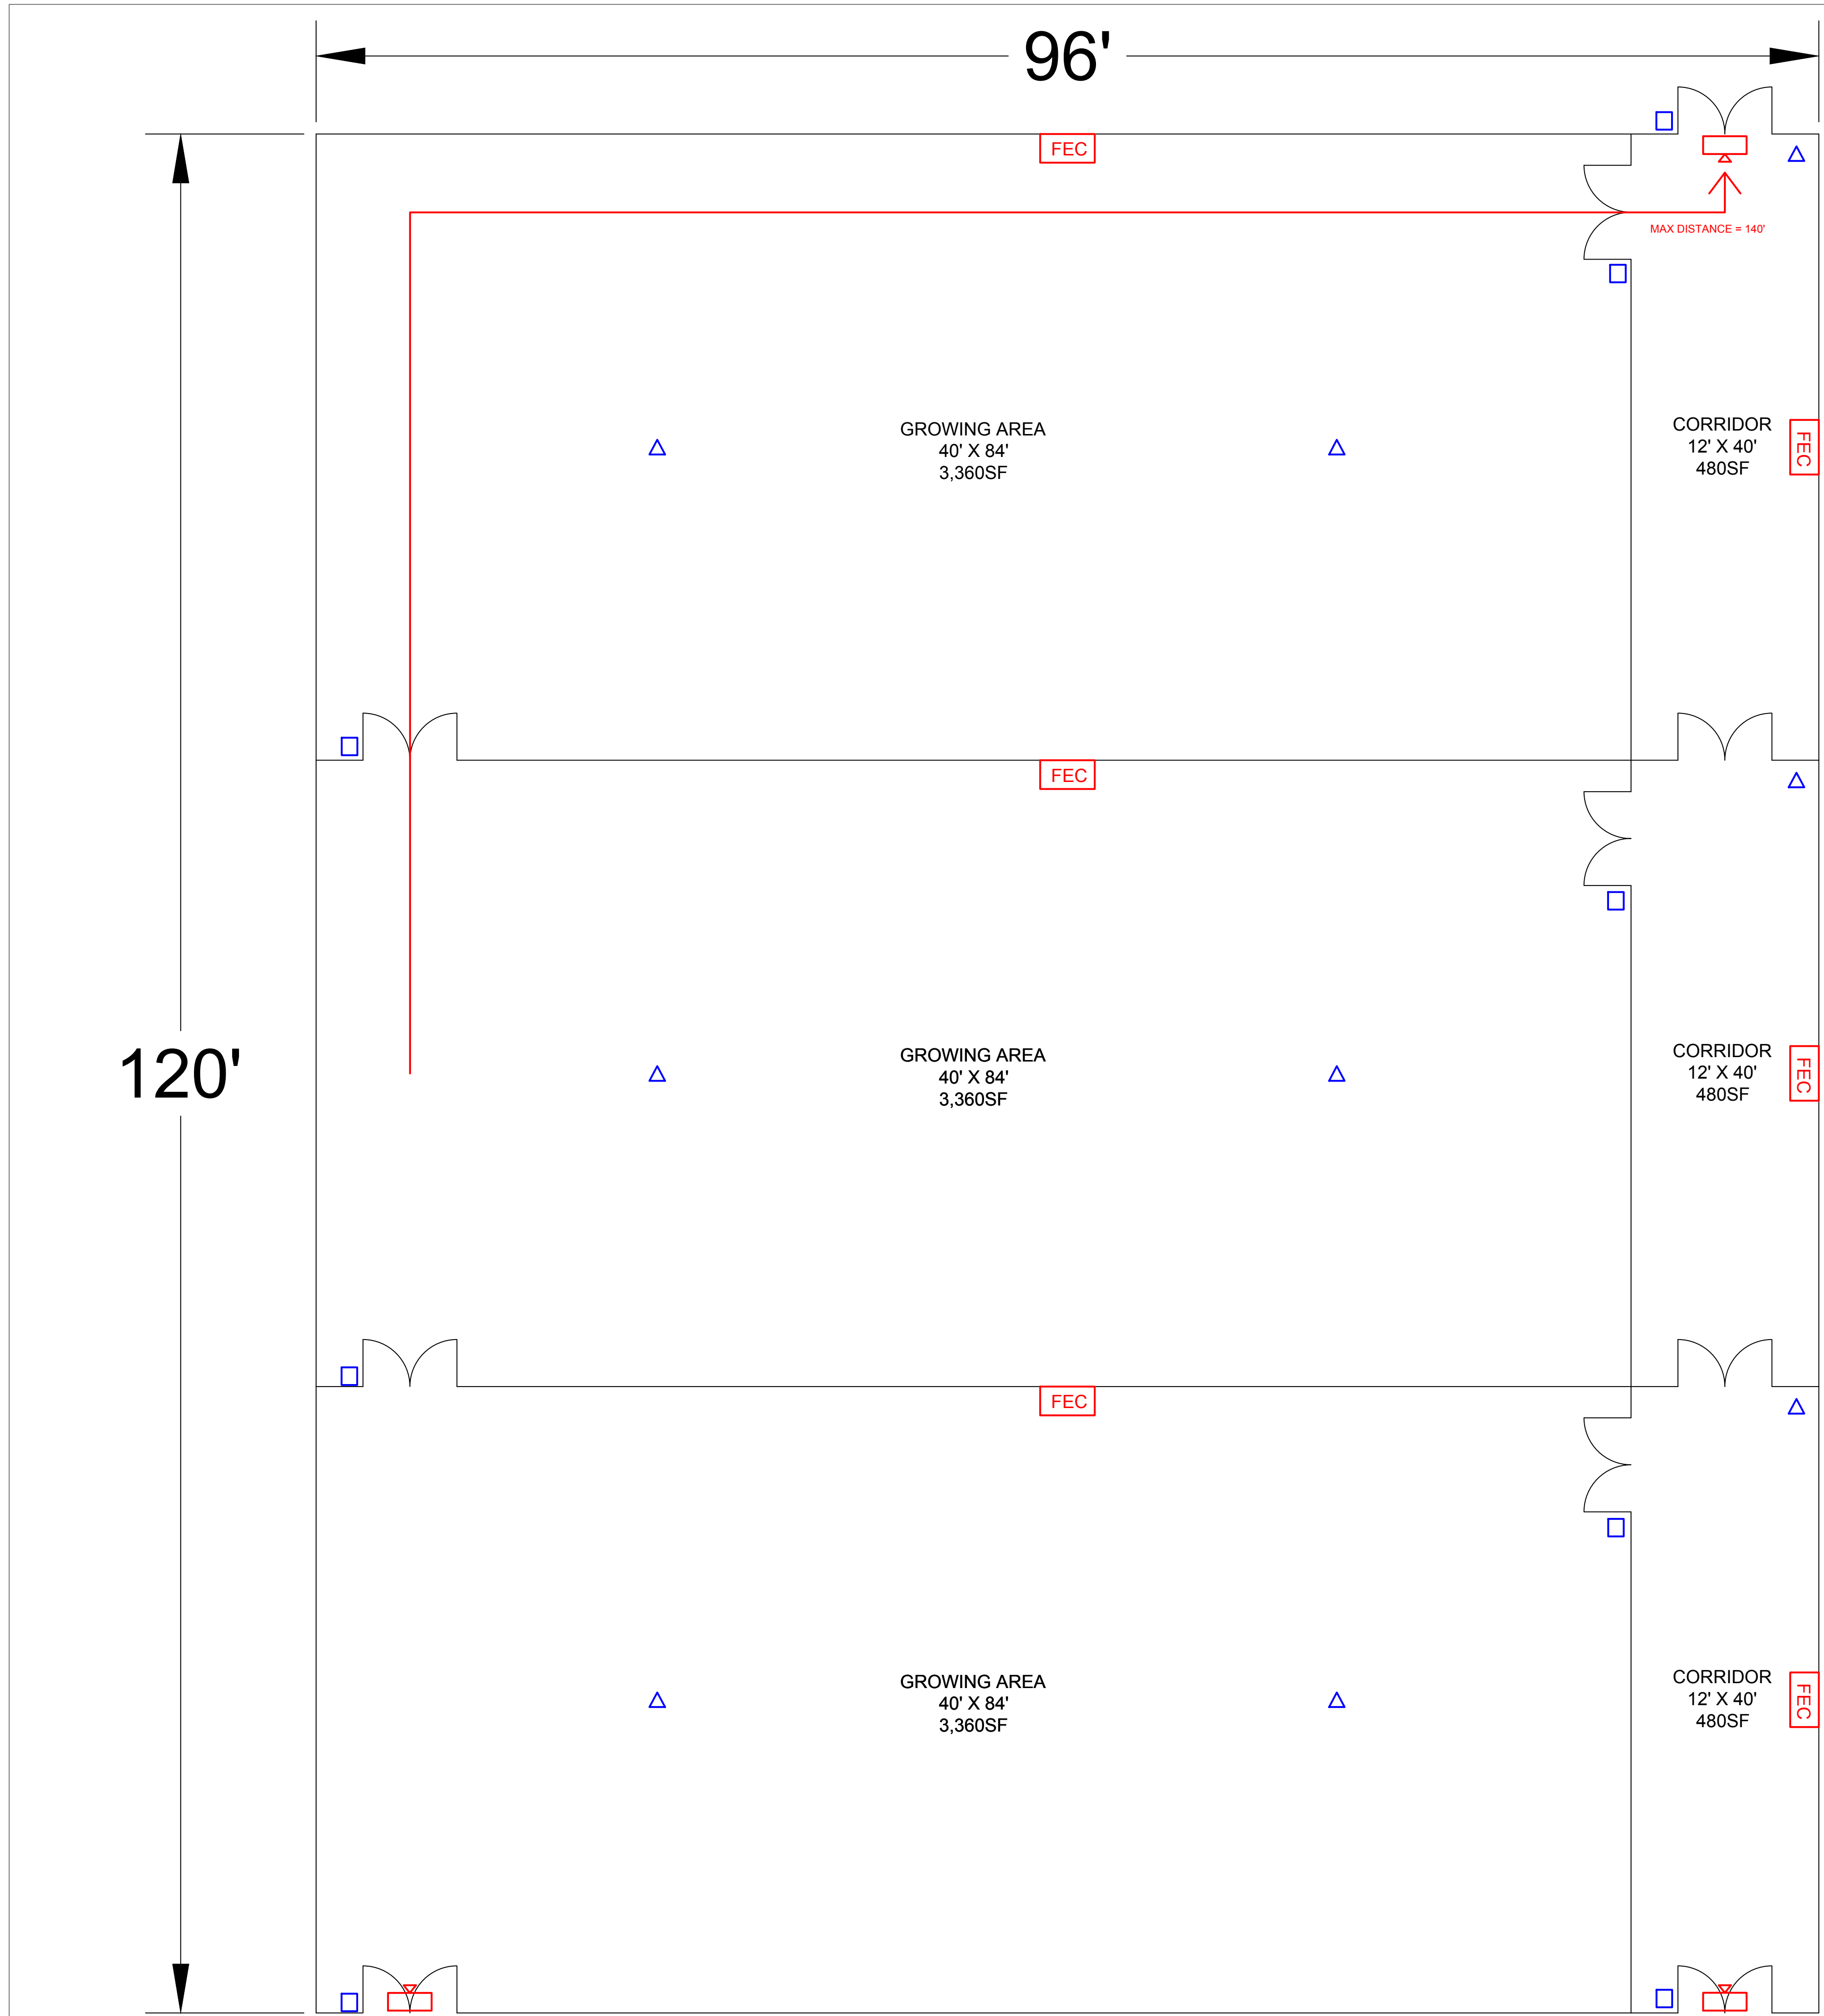 96'
FEC
MAX DISTANCE = 140'
GROWING AREA
40' X 84'
3,360SF
CORRIDOR
12' X 40'
480SF
FEC
FEC
120'
GROWING AREA
40' X 84'
3,360SF
CORRIDOR
12' X 40'
480SF
FEC
FEC
GROWING AREA
40' X 84'
3,360SF
CORRIDOR
12' X 40'
480SF
FEC